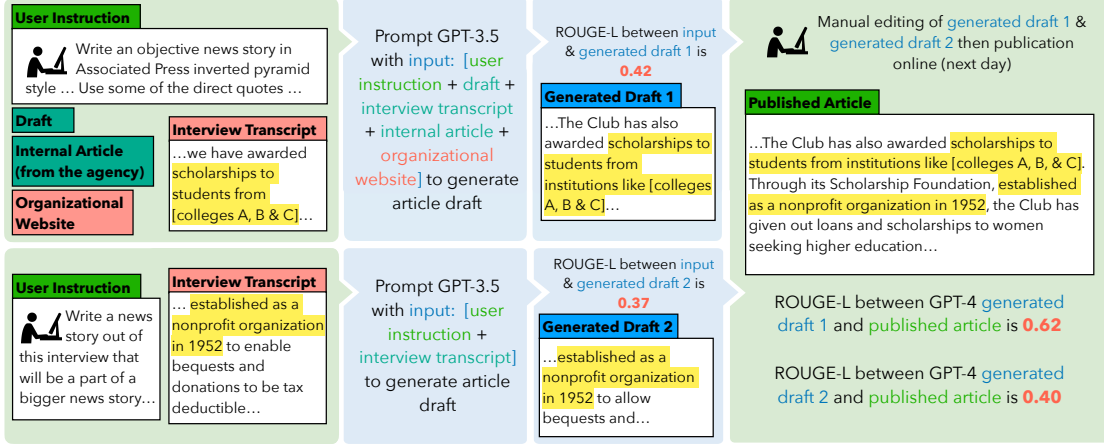 User Instruction
Write an objective news story in
Associated Press inverted pyramid
style … Use some of the direct quotes …
Draft
Internal Article
(from the agency)
Organizational
Website
Interview Transcript
…we have awarded
scholarships to
students from
[colleges A, B & C]…
Prompt GPT-3.5
with input: [user
instruction + draft +
interview transcript
+ internal article +
organizational
website] to generate
article draft
ROUGE-L between input
& generated draft 1 is
0.42
Generated Draft 1
…The Club has also
awarded scholarships to
students from
institutions like [colleges
A, B & C]…
Manual editing of generated draft 1 &
generated draft 2 then publication
online (next day)
Published Article
…The Club has also awarded scholarships to
students from institutions like [colleges A, B, & C].
Through its Scholarship Foundation, established
as a nonprofit organization in 1952, the Club has
given out loans and scholarships to women
seeking higher education…
User Instruction
Write a news
story out of
this interview that
will be a part of a
bigger news story…
Interview Transcript
… established as a
nonprofit organization
in 1952 to enable
bequests and
donations to be tax
deductible…
Prompt GPT-3.5
with input: [user
instruction +
interview transcript]
to generate article
draft
ROUGE-L between input
& generated draft 2 is
0.37
Generated Draft 2
…established as a
nonprofit organization
in 1952 to allow
bequests and…
ROUGE-L between GPT-4 generated
draft 1 and published article is 0.62
ROUGE-L between GPT-4 generated
draft 2 and published article is 0.40